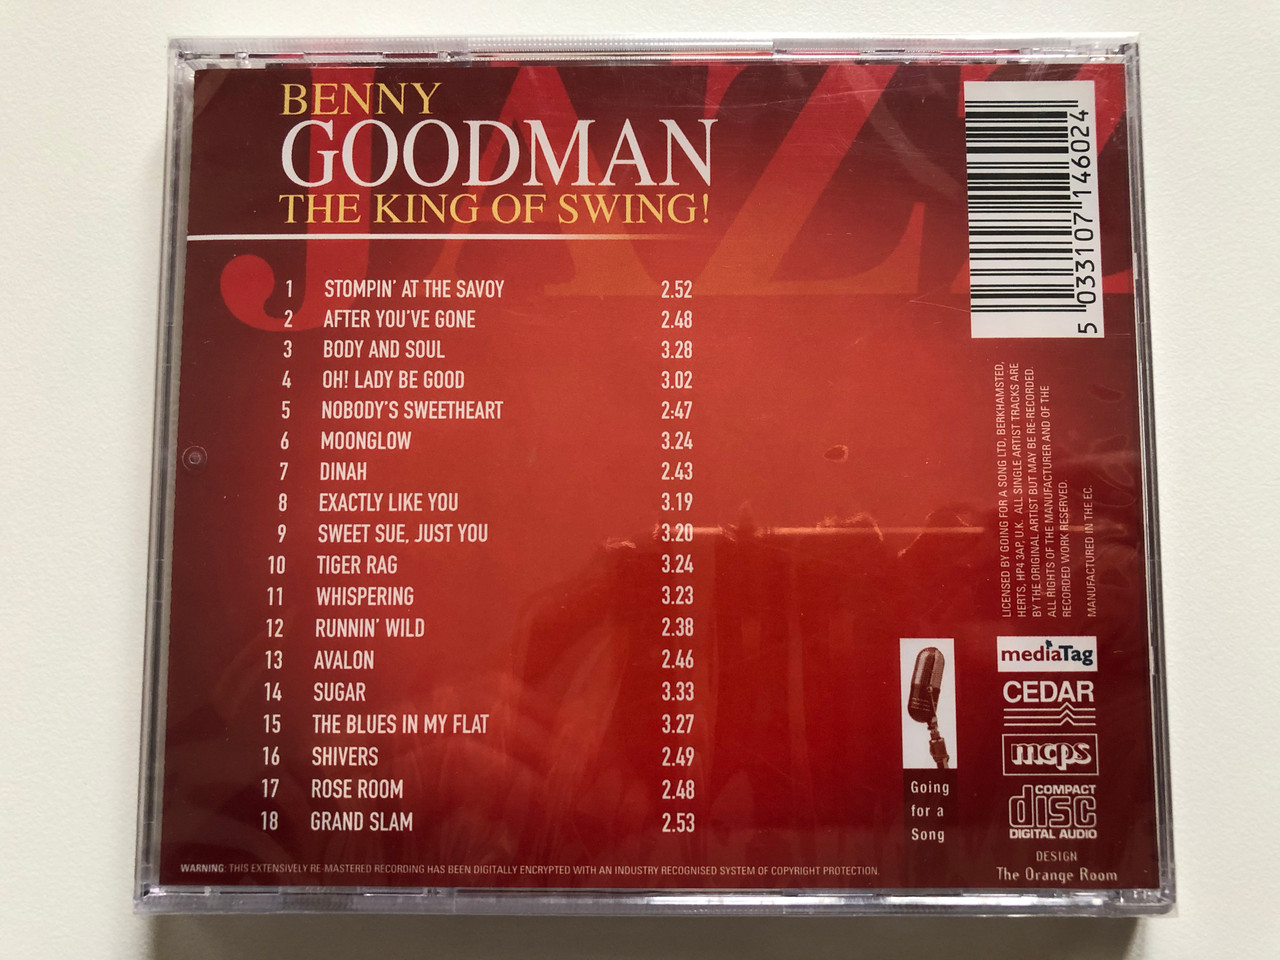 JAZZ
BENNY
GOODMAN
THE KING OF SWING!
1 STOMPIN' AT THE SAVOY 2.52
2 AFTER YOU'VE GONE 2.48
3 BODY AND SOUL 3.28
4 OH! LADY BE GOOD 3.02
5 NOBODY'S SWEETHEART 2:47
6 MOONGLOW 3.24
7 DINAH 2.43
8 EXACTLY LIKE YOU 3.19
9 SWEET SUE, JUST YOU 3.20
10 TIGER RAG 3.24
11 WHISPERING 3.23
12 RUNNIN' WILD 2.38
13 AVALON 2.46
14 SUGAR 3.33
15 THE BLUES IN MY FLAT 3.27
16 SHIVERS 2.49
17 ROSE ROOM 2.48
18 GRAND SLAM 2.53
5 033107 146024
LICENSED BY GOING FOR A SONG LTD, BERKHAMSTED,
HERTS, HP4 3AP, U.K. ALL SINGLE ARTIST TRACKS ARE
BY THE ORIGINAL ARTIST BUT MAY BE RE-RECORDED.
ALL RIGHTS OF THE MANUFACTURER AND OF THE
RECORDED WORK RESERVED.
MANUFACTURED IN THE EC.
mediaTag
CEDAR
mcps
COMPACT
disc
DIGITAL AUDIO
Going
for a
Song
DESIGN
The Orange Room
WARNING: THIS EXTENSIVELY RE-MASTERED RECORDING HAS BEEN DIGITALLY ENCRYPTED WITH AN INDUSTRY RECOGNISED SYSTEM OF COPYRIGHT PROTECTION.